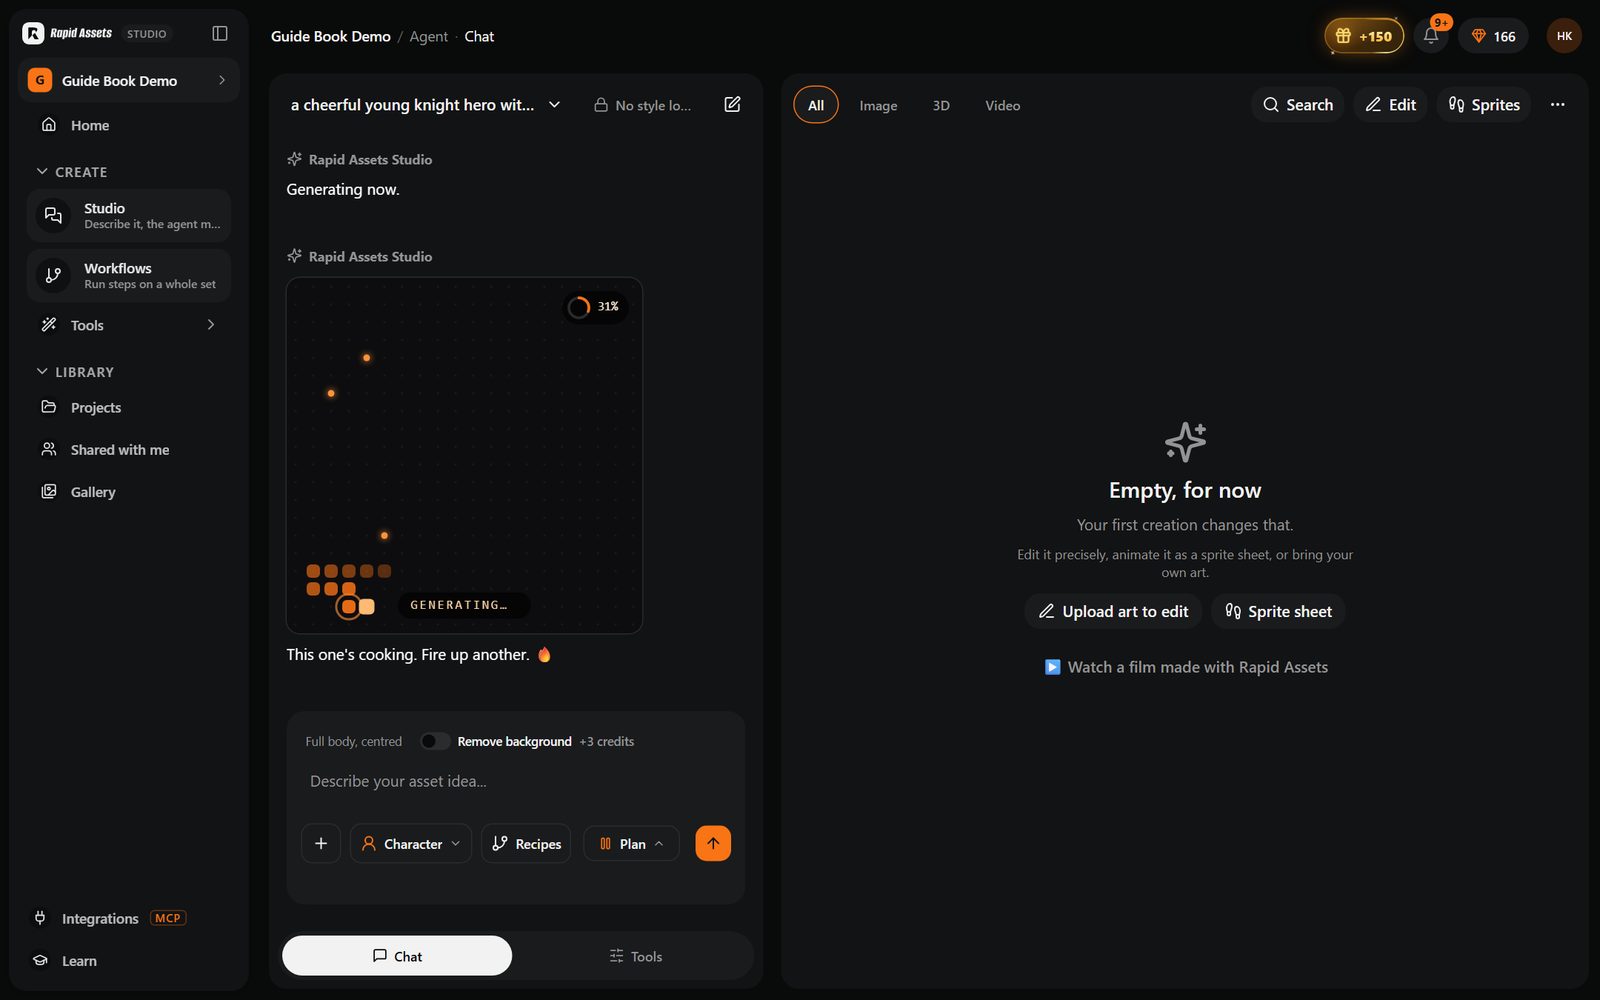 Rapid Assets STUDIO
G Guide Book Demo
Home
CREATE
Studio
Describe it, the agent m...
Workflows
Run steps on a whole set
Tools
LIBRARY
Projects
Shared with me
Gallery
Integrations MCP
Learn
Guide Book Demo / Agent · Chat
+150
9+
166
HK
a cheerful young knight hero wit...
No style lo...
Rapid Assets Studio
Generating now.
Rapid Assets Studio
31%
GENERATING...
This one's cooking. Fire up another. 🔥
Full body, centred
Remove background +3 credits
Describe your asset idea...
Character
Recipes
Plan
Chat
Tools
All
Image
3D
Video
Search
Edit
Sprites
Empty, for now
Your first creation changes that.
Edit it precisely, animate it as a sprite sheet, or bring your
own art.
Upload art to edit
Sprite sheet
Watch a film made with Rapid Assets